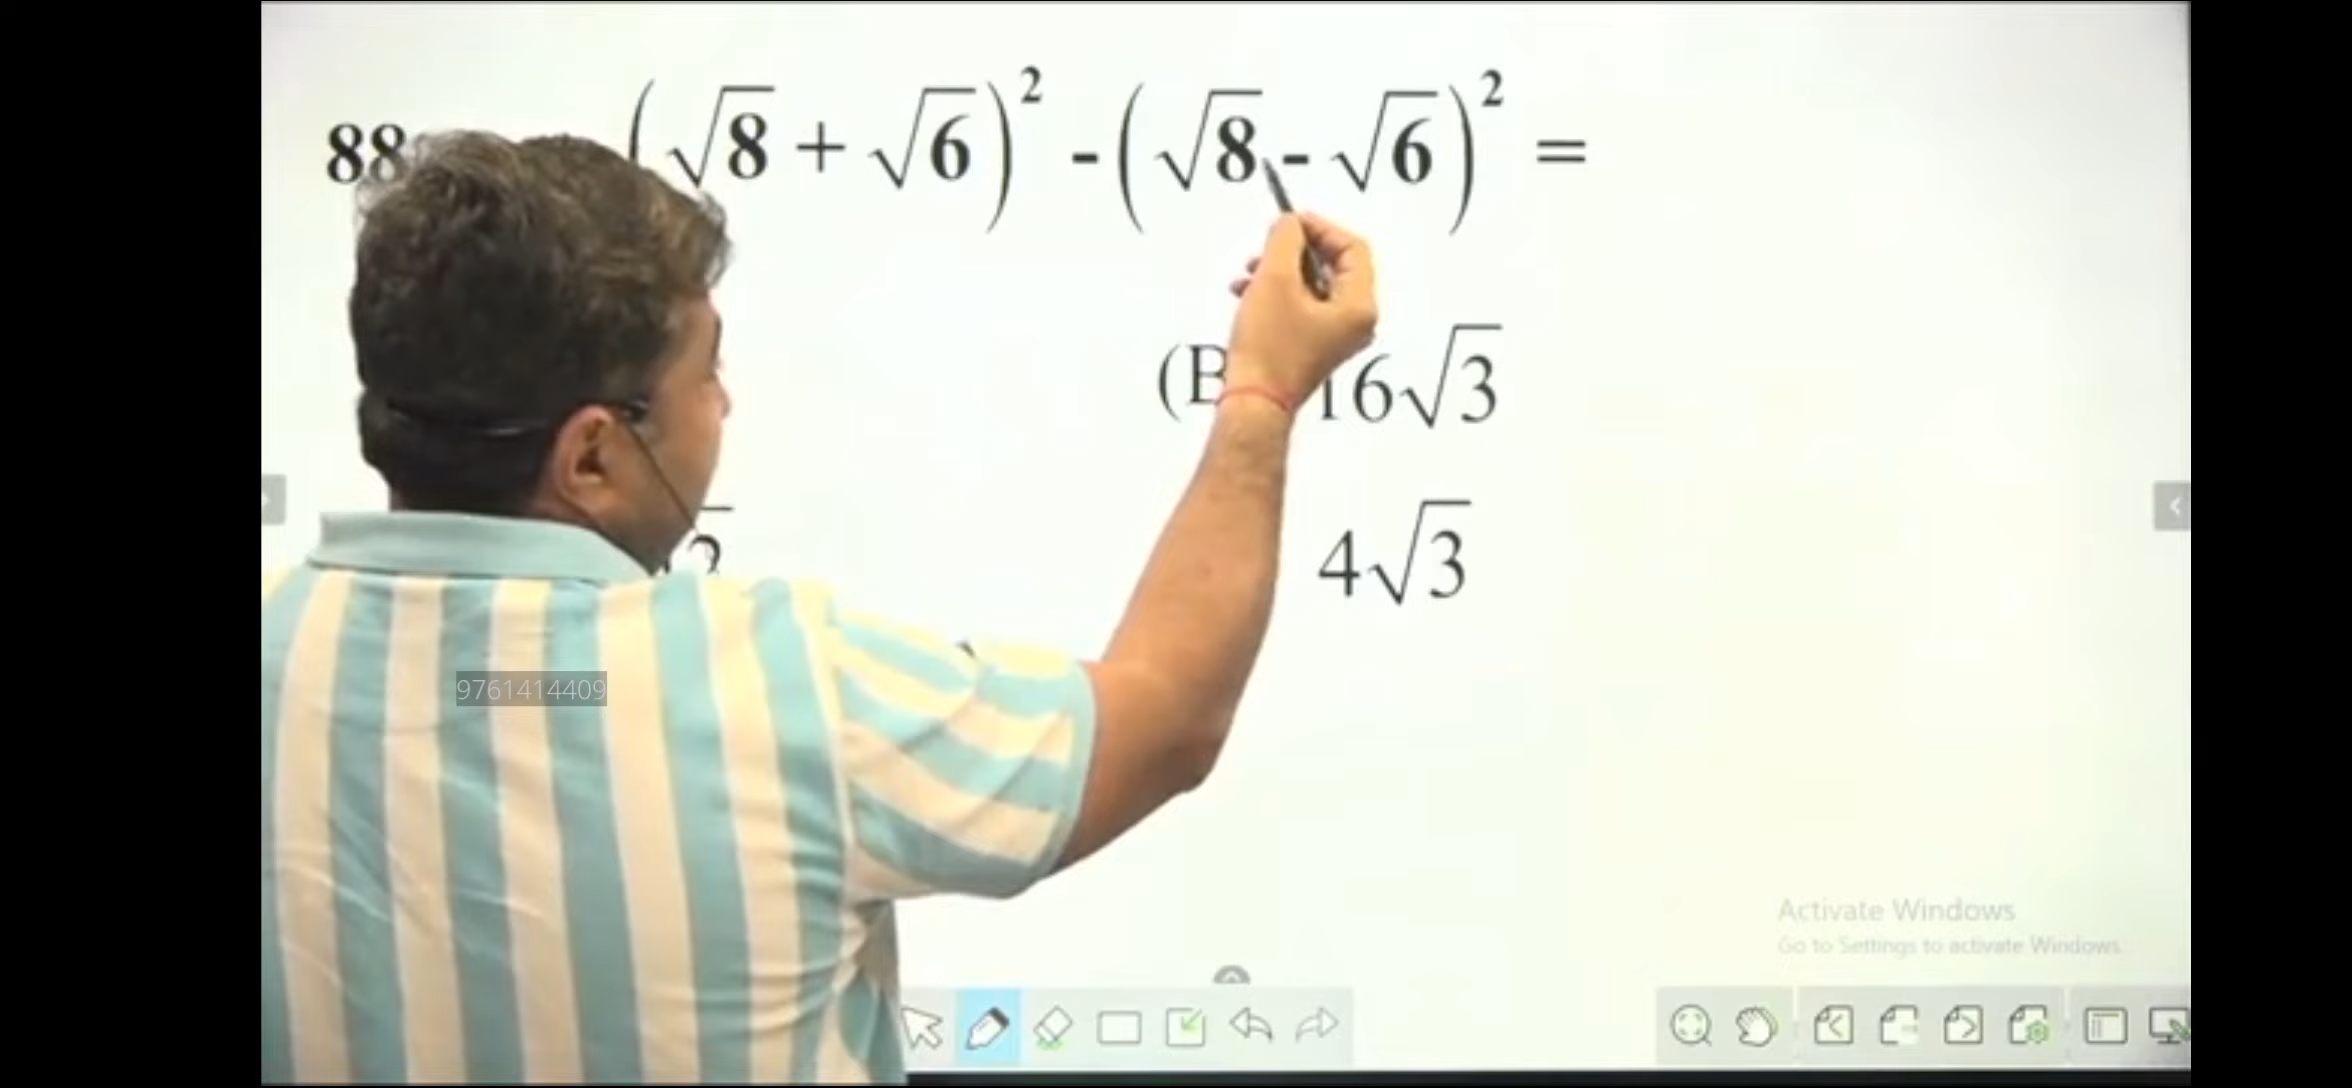 88 (√8 + √6)² - (√8 - √6)² =
(B 16√3
4√3
9761414409
Activate Windows
Go to Settings to activate Windows.